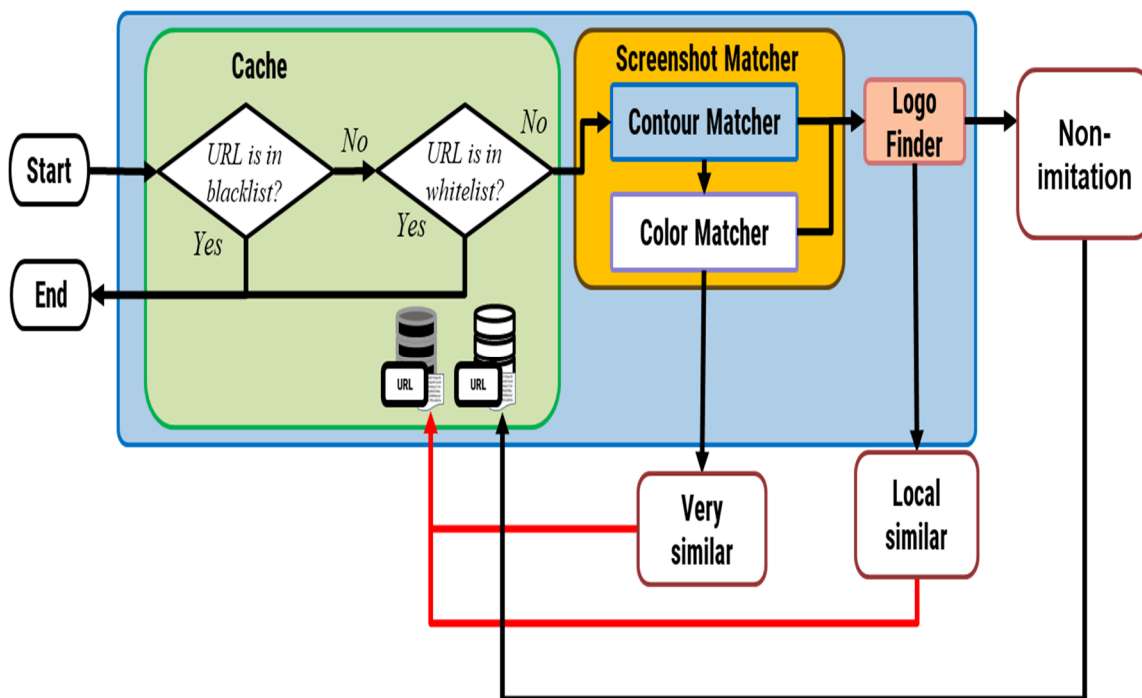 Cache
Screenshot Matcher
Start
URL is in
blacklist?
No
URL is in
whitelist?
No
Yes
Yes
Contour Matcher
Color Matcher
Logo
Finder
Non-
imitation
End
URL
URL
Very
similar
Local
similar